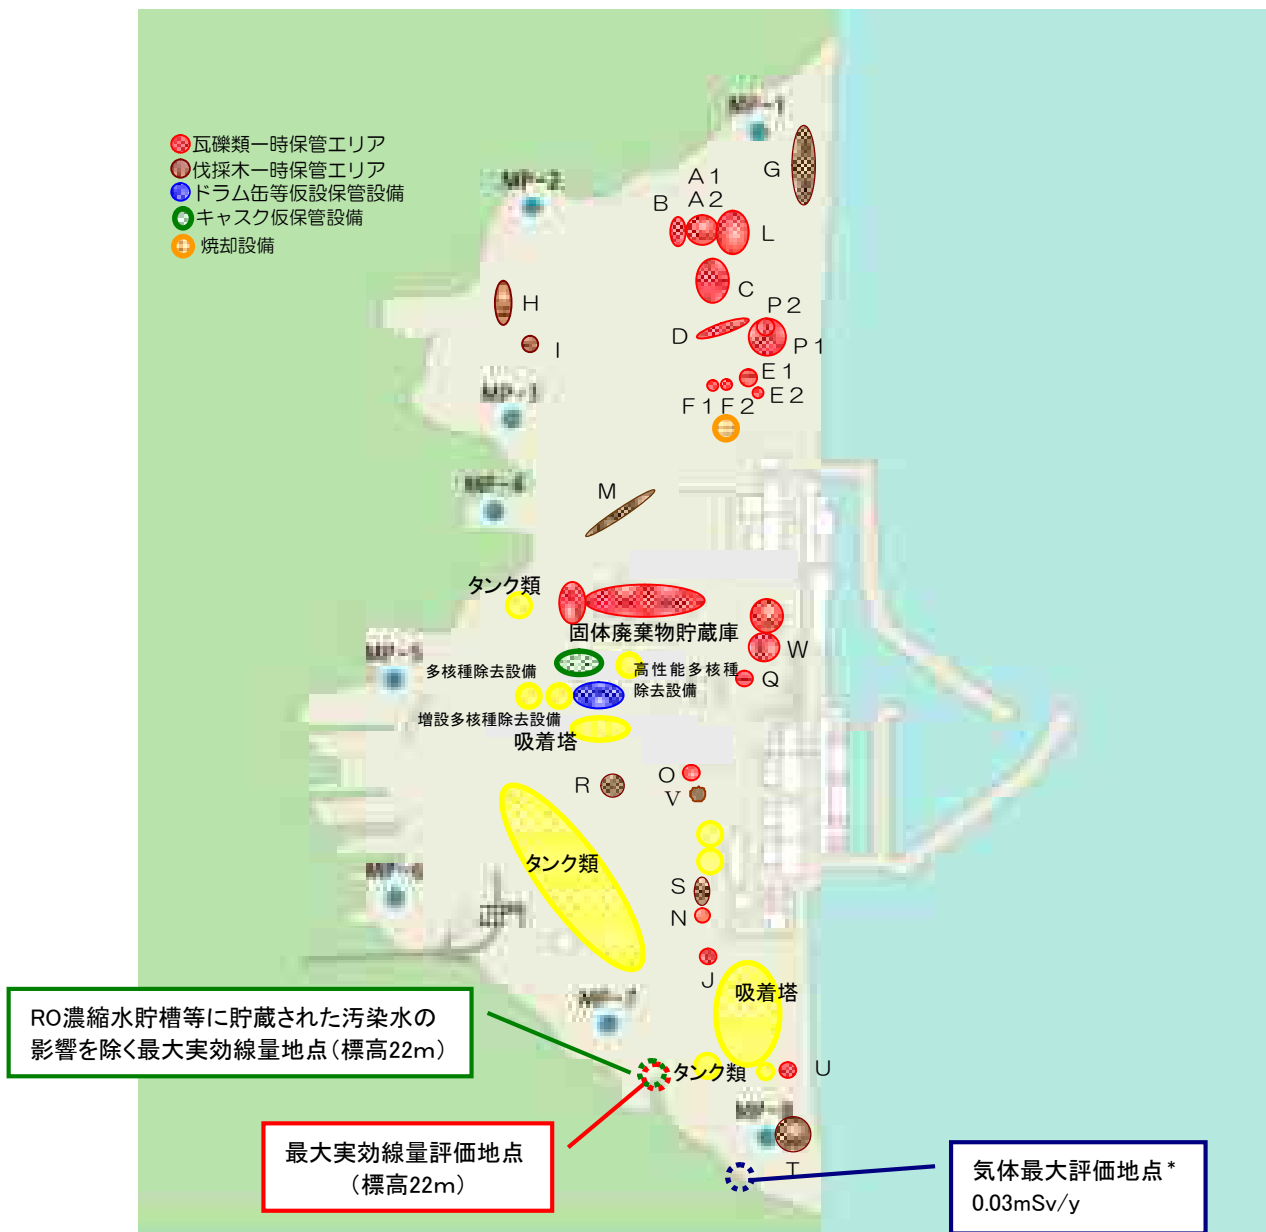 MP-1
瓦礫類一時保管エリア
伐採木一時保管エリア
ドラム缶等仮設保管設備
キャスク仮保管設備
焼却設備
MP-2
G
A1
A2
B
L
C
H
I
P2
D
P1
E1
E2
F1 F2
MP-3
MP-4
M
タンク類
固体廃棄物貯蔵庫
W
MP-5
多核種除去設備
高性能多核種
除去設備
Q
増設多核種除去設備
吸着塔
O
R
V
タンク類
MP-6
S
N
正門
J
吸着塔
MP-7
RO濃縮水貯槽等に貯蔵された汚染水の
影響を除く最大実効線量地点(標高22m)
タンク類
U
MP-8
最大実効線量評価地点
(標高22m)
T
気体最大評価地点*
0.03mSv/y